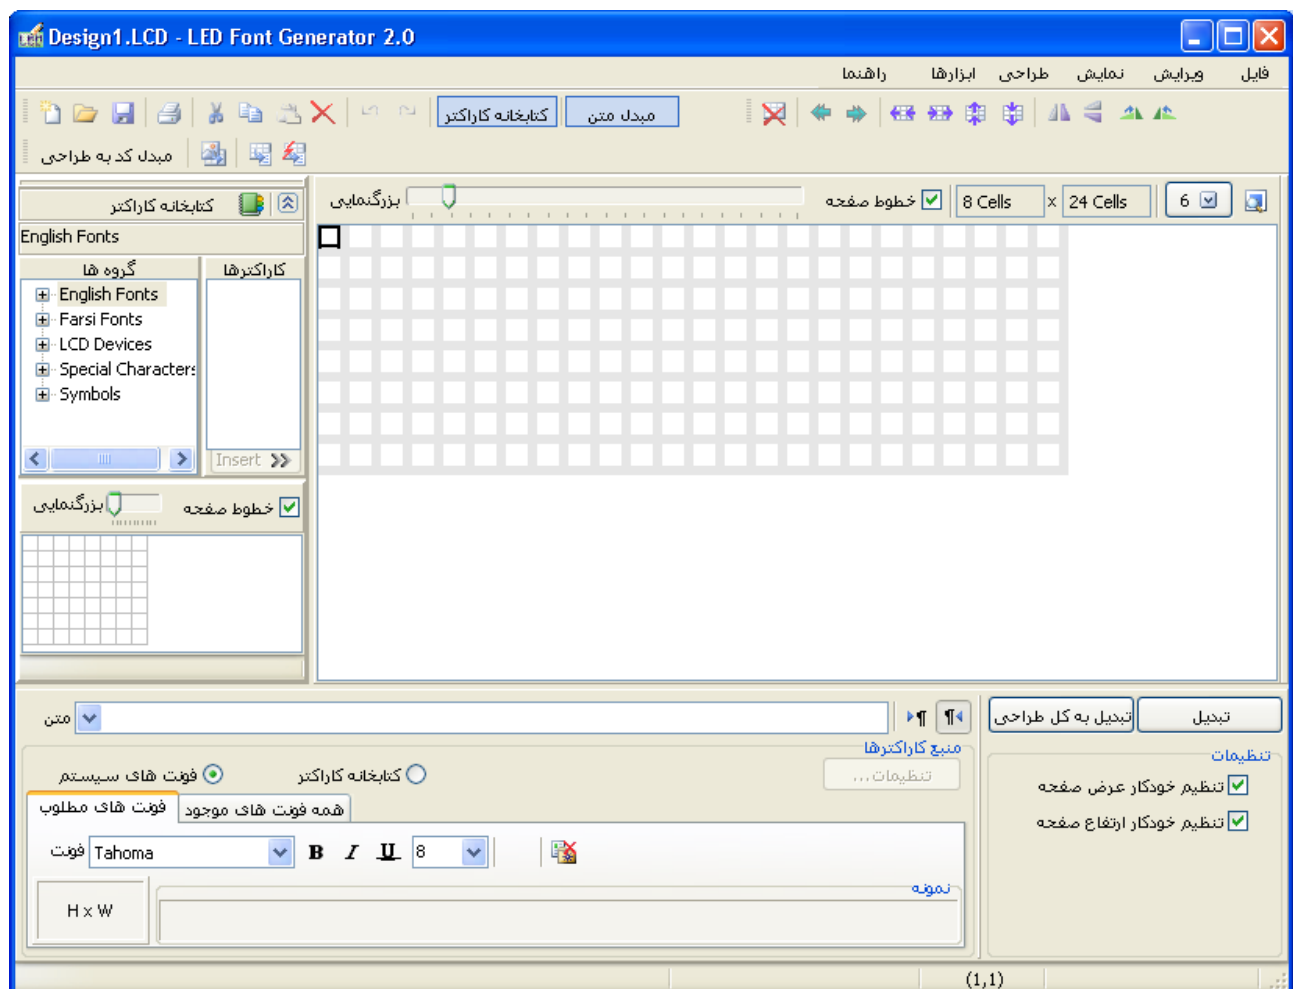 Design1.LCD - LED Font Generator 2.0
فایل ویرایش نمایش طراحی ابزارها راهنما
کتابخانه کاراکتر مبدل متن
مبدل کد به طراحی
کتابخانه کاراکتر
بزرگنمایی خطوط صفحه 8 Cells x 24 Cells 6
English Fonts
گروه ها کاراکترها
English Fonts
Farsi Fonts
LCD Devices
Special Characters
Symbols
Insert
بزرگنمایی خطوط صفحه
متن
تبدیل به کل طراحی تبدیل
منبع کاراکترها
فونت های سیستم کتابخانه کاراکتر تنظیمات...
تنظیمات
تنظیم خودکار عرض صفحه
تنظیم خودکار ارتفاع صفحه
فونت های مطلوب همه فونت های موجود
فونت Tahoma B I U 8
نمونه
H x W
(1,1)